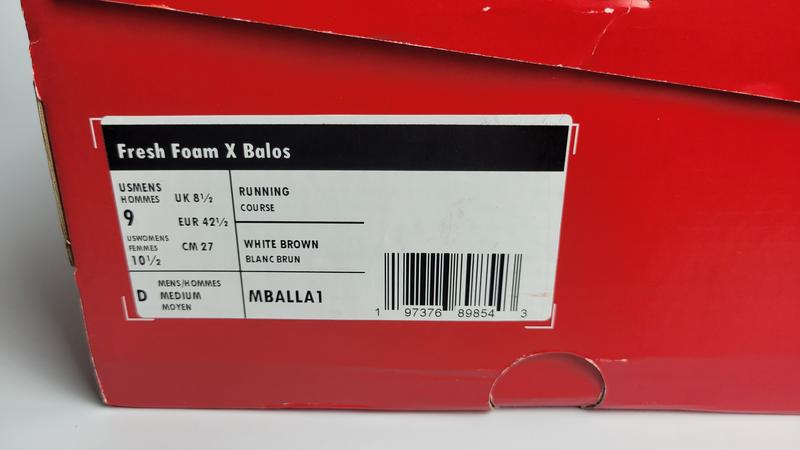 Fresh Foam X Balos
USMENS
HOMMES
9
UK 8½
EUR 42½
USWOMENS
FEMMES
10½
CM 27
RUNNING
COURSE
WHITE BROWN
BLANC BRUN
D
MENS/HOMMES
MEDIUM
MOYEN
MBALLA1
1 97376 89854 3